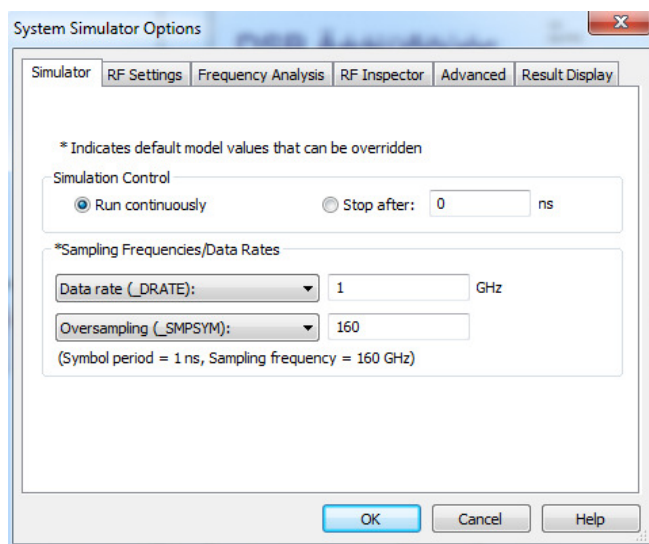 System Simulator Options
Simulator RF Settings Frequency Analysis RF Inspector Advanced Result Display
* Indicates default model values that can be overridden
Simulation Control
Run continuously Stop after: 0 ns
*Sampling Frequencies/Data Rates
Data rate (_DRATE): 1 GHz
Oversampling (_SMPSYM): 160
(Symbol period = 1 ns, Sampling frequency = 160 GHz)
OK Cancel Help